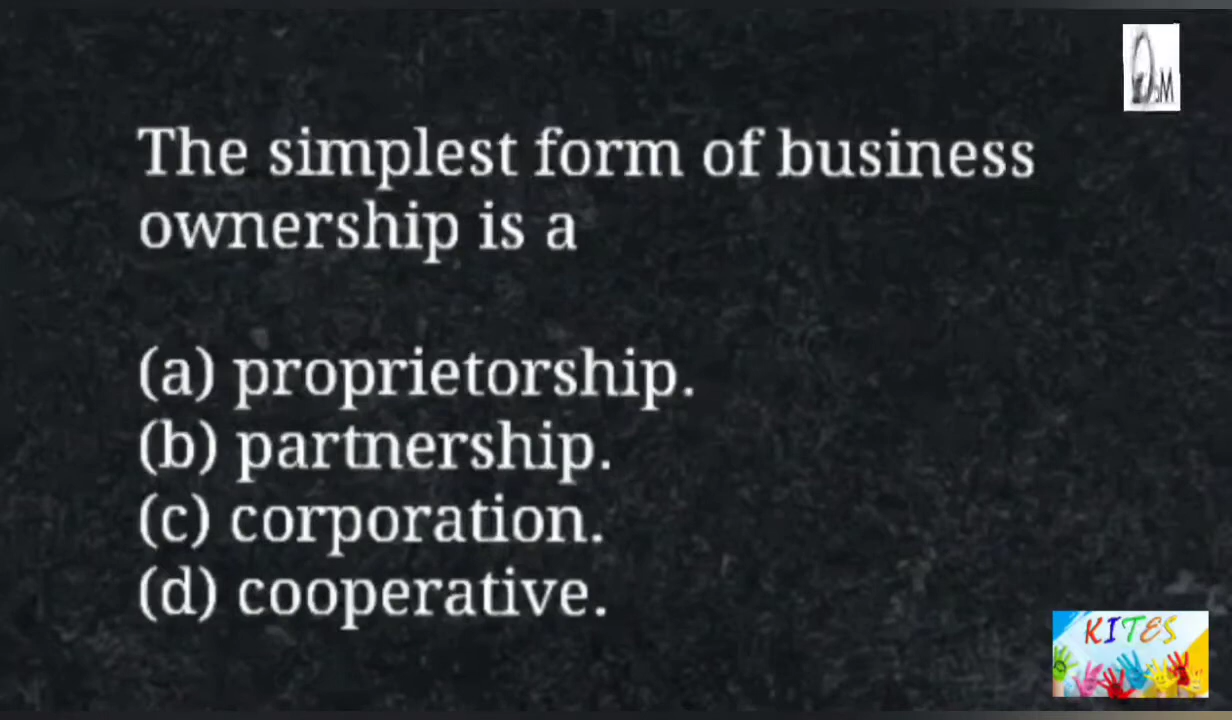 The simplest form of business
ownership is a
(a) proprietorship.
(b) partnership.
(c) corporation.
(d) cooperative.
KITES